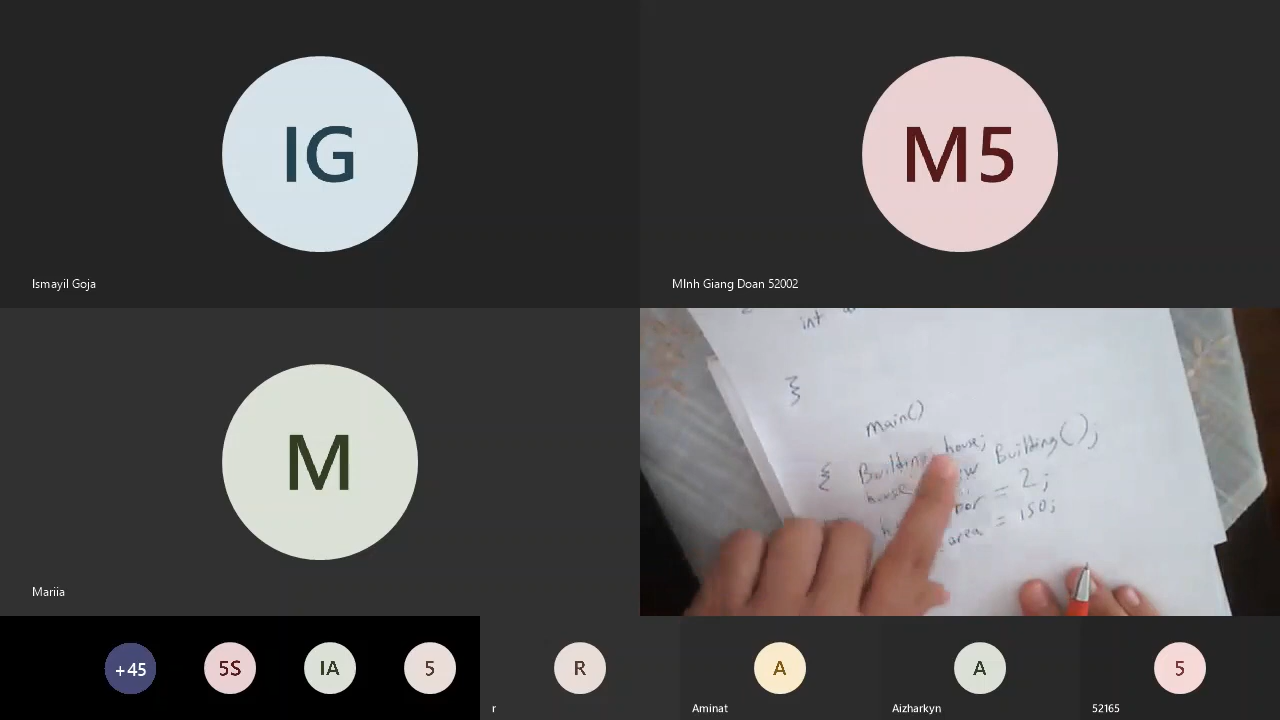 IG
M5
Ismayil Goja
MInh Giang Doan 52002
M
int
}
main()
{ Building house;
house Building();
= 2;
area = 150;
Mariia
+45
5S
IA
5
R
A
A
5
r
Aminat
Aizharkyn
52165